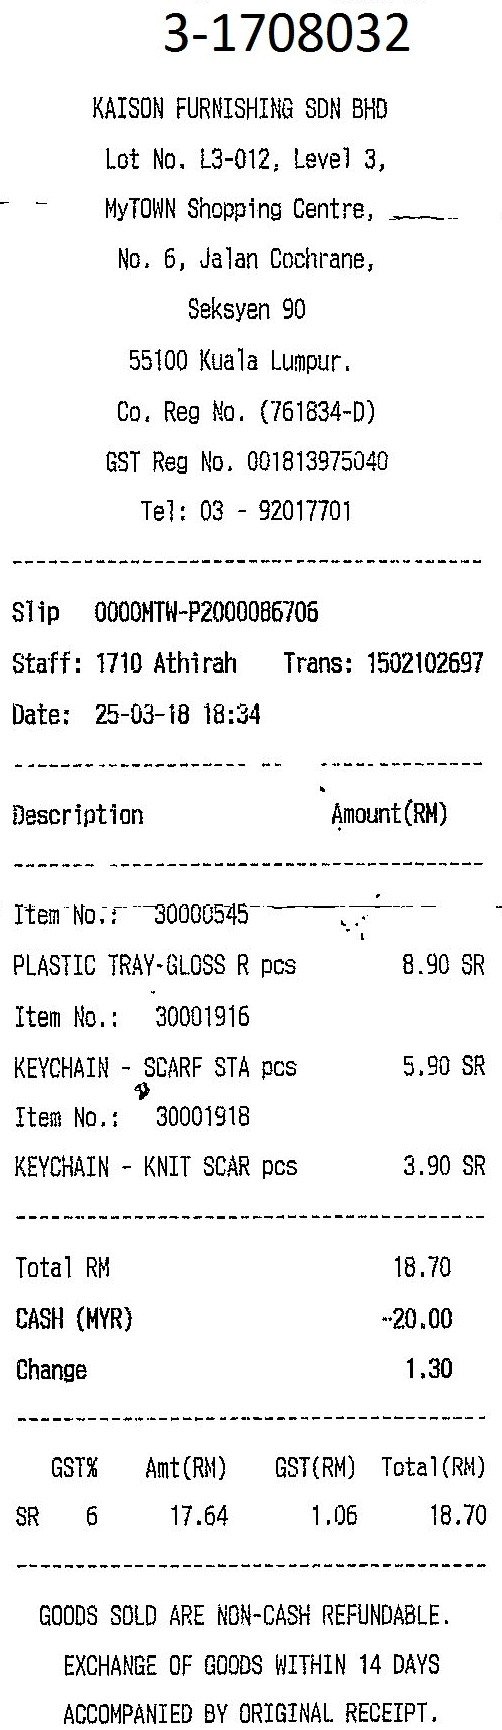 3-1708032
KAISON FURNISHING SDN BHD
Lot No. L3-012, Level 3,
MyTOWN Shopping Centre,
No. 6, Jalan Cochrane,
Seksyen 90
55100 Kuala Lumpur.
Co. Reg No. (761834-D)
GST Reg No. 001813975040
Tel: 03 - 92017701
Slip 0000MTW-P2000086706
Staff: 1710 Athirah Trans: 1502102697
Date: 25-03-18 18:34
Description Amount(RM)
Item No.: 30000545
PLASTIC TRAY-GLOSS R pcs 8.90 SR
Item No.: 30001916
KEYCHAIN - SCARF STA pcs 5.90 SR
Item No.: 30001918
KEYCHAIN - KNIT SCAR pcs 3.90 SR
Total RM 18.70
CASH (MYR) -20.00
Change 1.30
GST% Amt(RM) GST(RM) Total(RM)
SR 6 17.64 1.06 18.70
GOODS SOLD ARE NON-CASH REFUNDABLE.
EXCHANGE OF GOODS WITHIN 14 DAYS
ACCOMPANIED BY ORIGINAL RECEIPT.